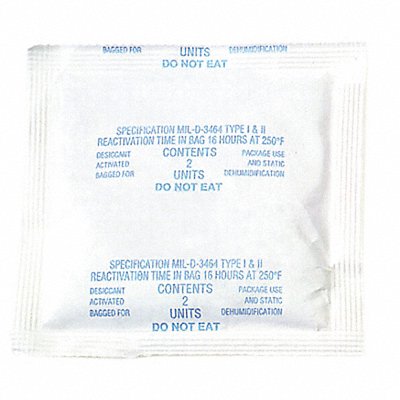 BAGGED FOR UNITS DEHUMIDIFICATION
DO NOT EAT
SPECIFICATION MIL-D-3464 TYPE I & II
REACTIVATION TIME IN BAG 16 HOURS AT 250°F
DESICCANT CONTENTS PACKAGE USE
ACTIVATED 2 AND STATIC
BAGGED FOR UNITS DEHUMIDIFICATION
DO NOT EAT
SPECIFICATION MIL-D-3464 TYPE I & II
REACTIVATION TIME IN BAG 16 HOURS AT 250°F
DESICCANT CONTENTS PACKAGE USE
ACTIVATED 2 AND STATIC
BAGGED FOR UNITS DEHUMIDIFICATION
DO NOT EAT